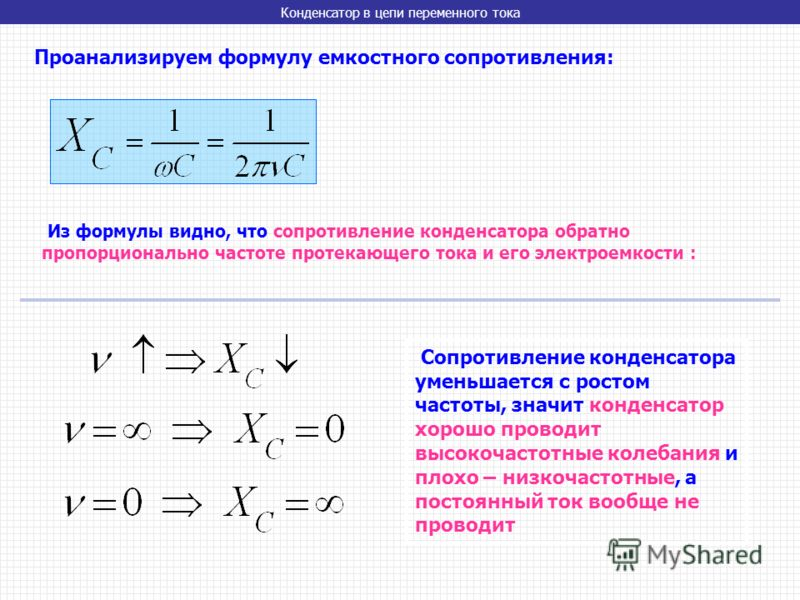 Конденсатор в цепи переменного тока
Проанализируем формулу емкостного сопротивления:
X_C = 1/ωC = 1/2πνC
Из формулы видно, что сопротивление конденсатора обратно
пропорционально частоте протекающего тока и его электроемкости :
ν ↑ ⇒ X_C ↓
ν = ∞ ⇒ X_C = 0
ν = 0 ⇒ X_C = ∞
Сопротивление конденсатора
уменьшается с ростом
частоты, значит конденсатор
хорошо проводит
высокочастотные колебания и
плохо – низкочастотные, а
постоянный ток вообще не
проводит
MyShared